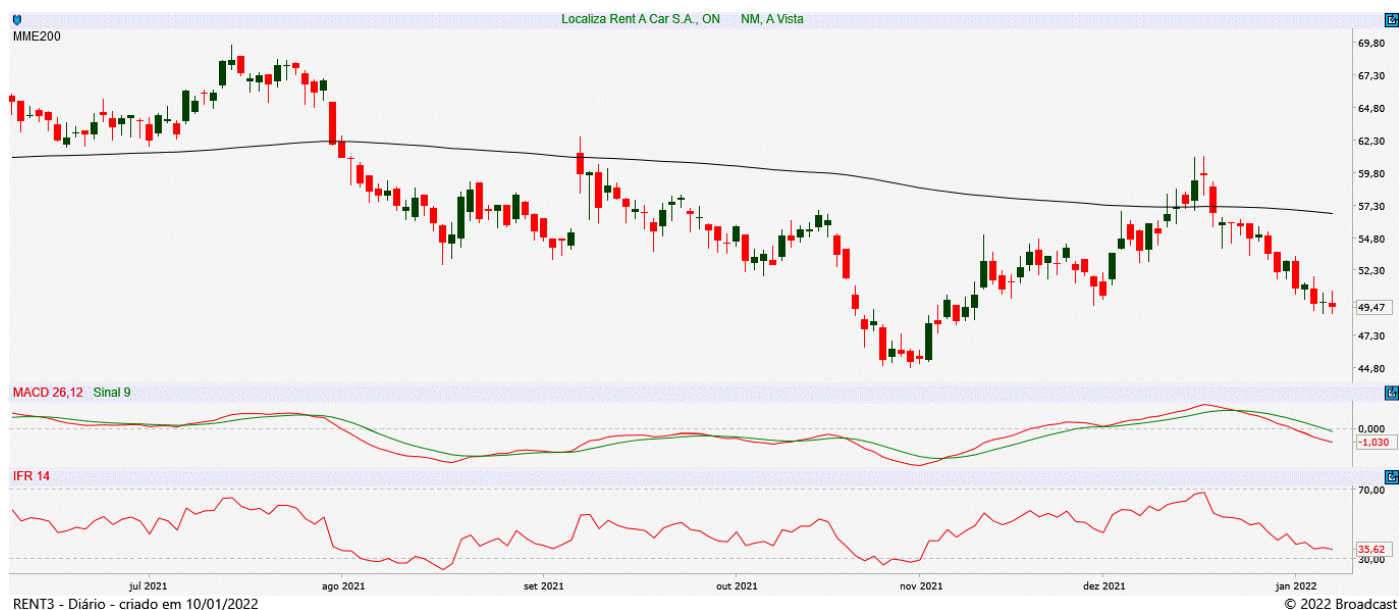 Localiza Rent A Car S.A., ON NM, A Vista
MME200
69,80
67,30
64,80
62,30
59,80
57,30
54,80
52,30
49,47
47,30
44,80
MACD 26,12 Sinal 9
0,000
-1,030
IFR 14
70,00
35,62
30,00
jul 2021 ago 2021 set 2021 out 2021 nov 2021 dez 2021 jan 2022
RENT3 - Diário - criado em 10/01/2022 © 2022 Broadcast